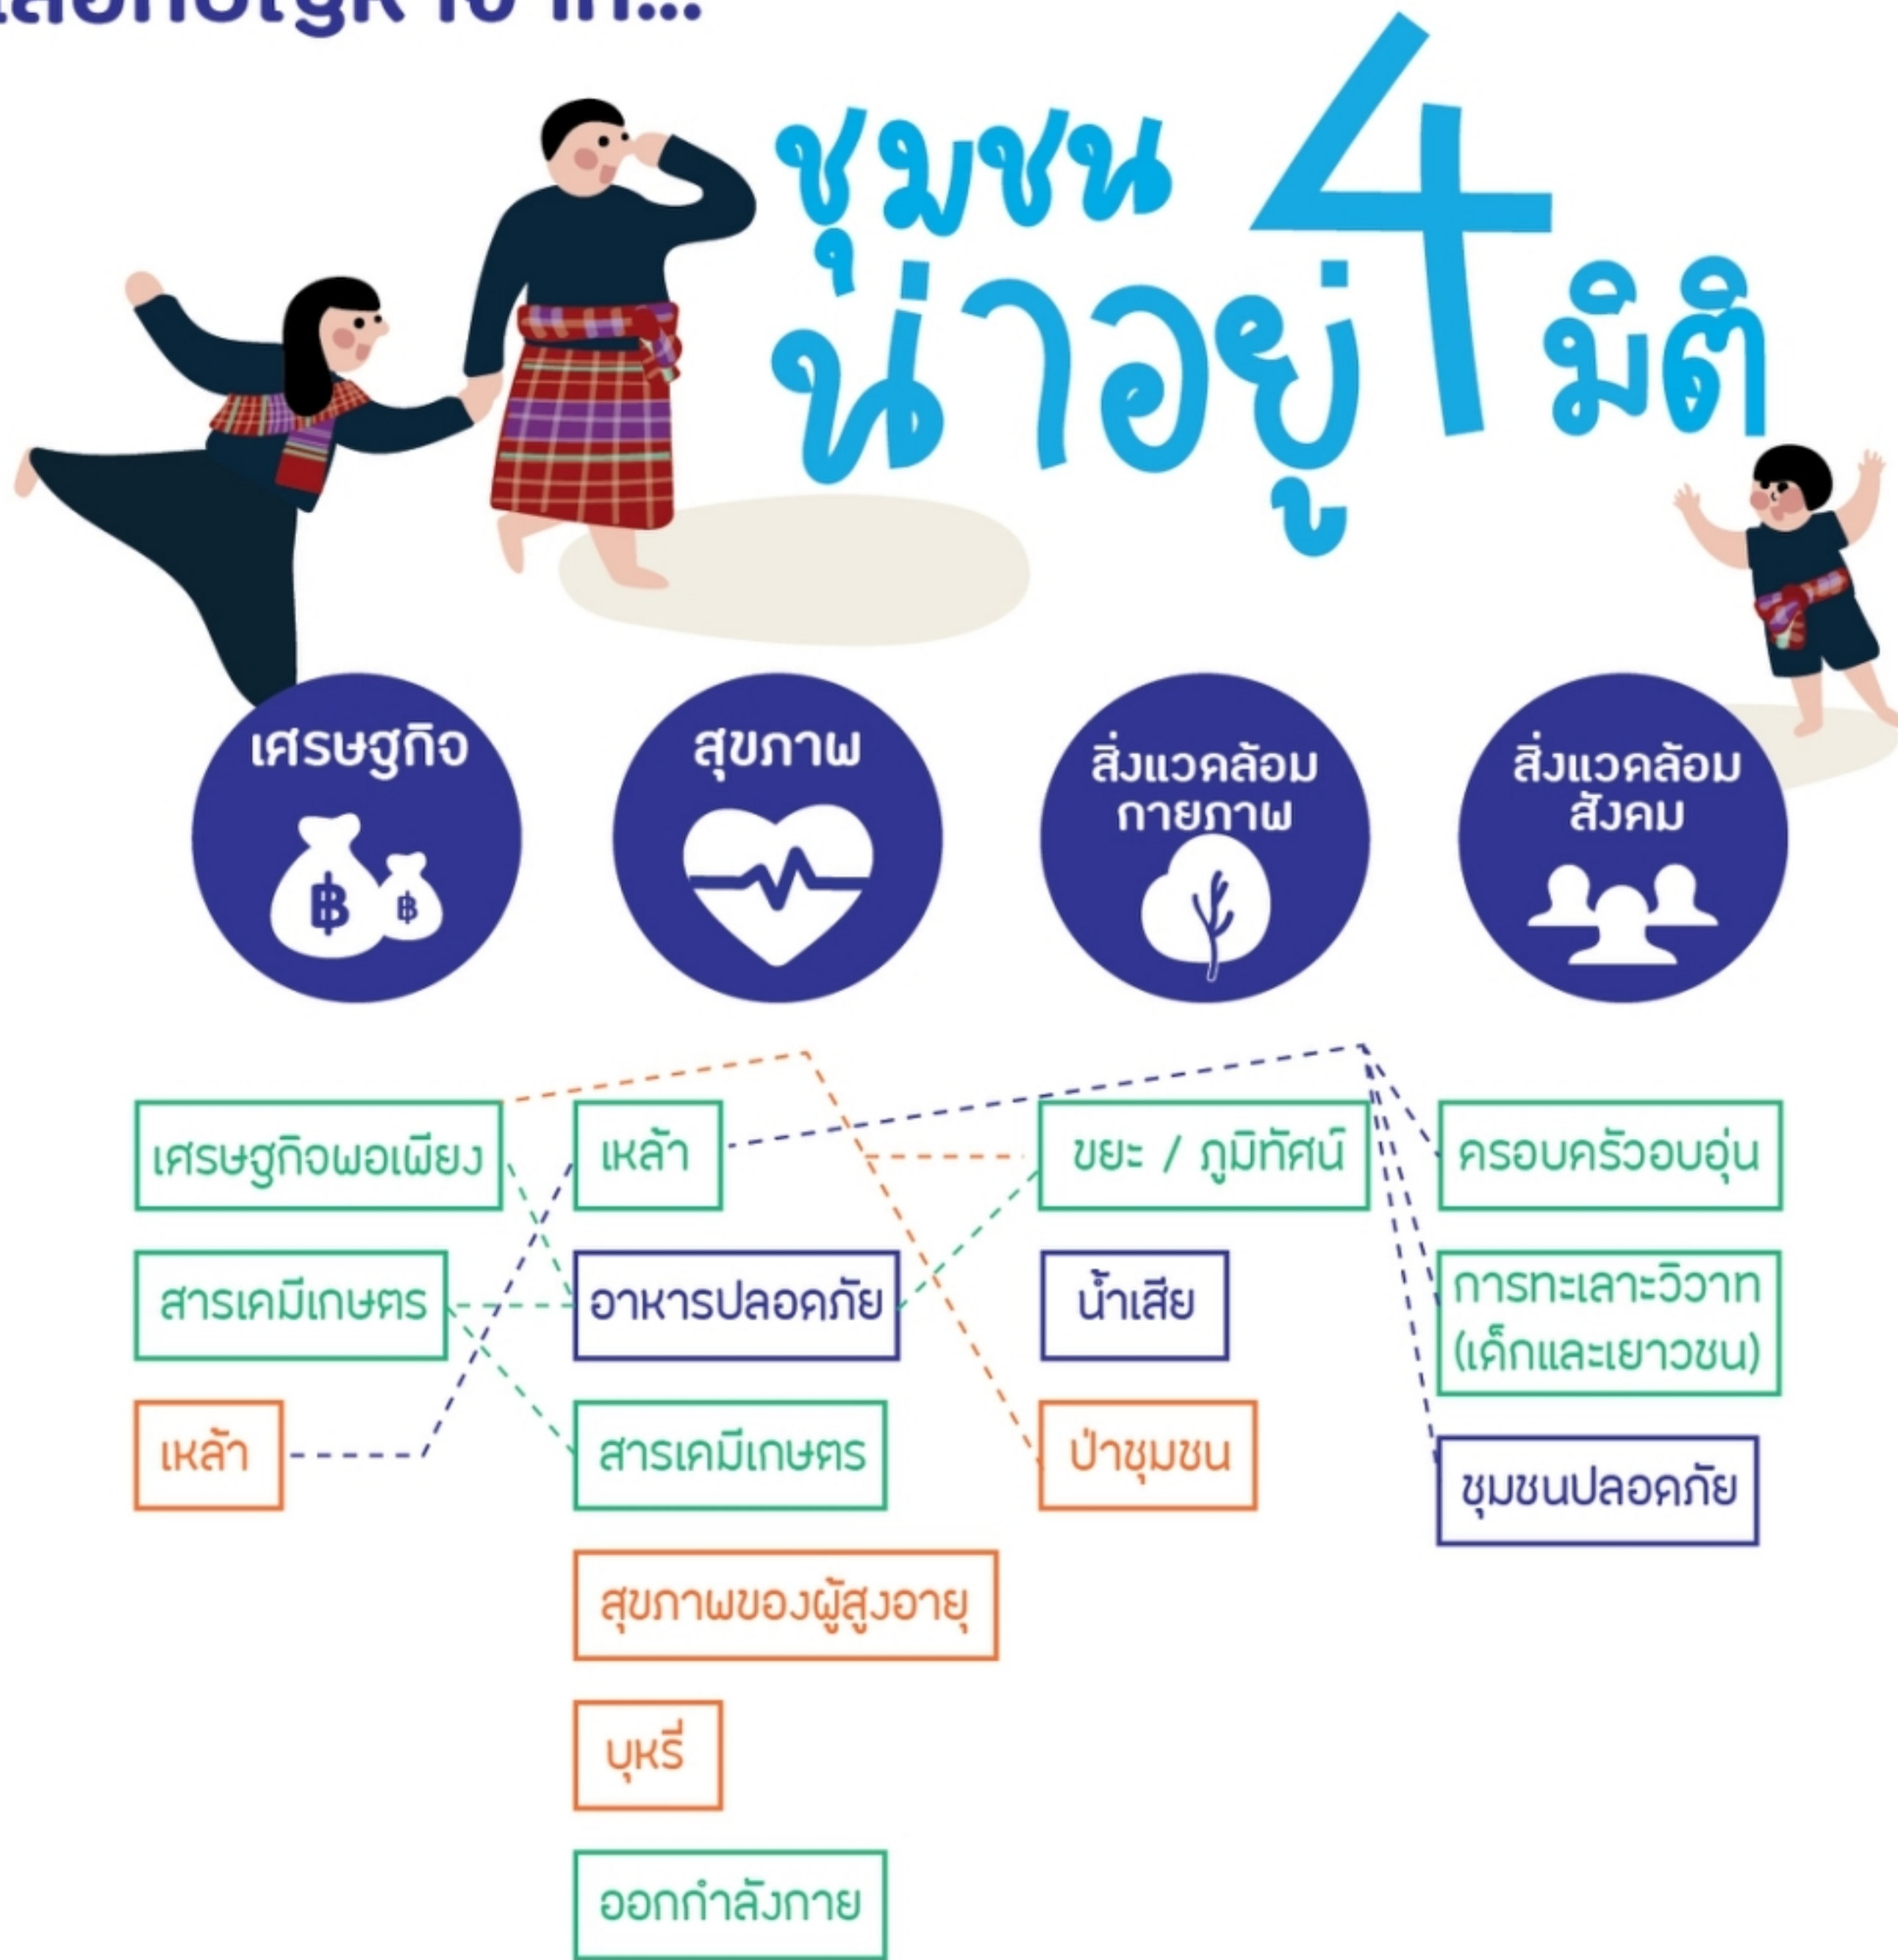 ชุมชน
น่าอยู่ 4 มิติ
เศรษฐกิจ
฿ ฿
สุขภาพ
สิ่งแวดล้อม
กายภาพ
สิ่งแวดล้อม
สังคม
เศรษฐกิจพอเพียง
สารเคมีเกษตร
เหล้า
เหล้า
อาหารปลอดภัย
สารเคมีเกษตร
สุขภาพของผู้สูงอายุ
บุหรี่
ออกกำลังกาย
ขยะ / ภูมิทัศน์
น้ำเสีย
ป่าชุมชน
ครอบครัวอบอุ่น
การทะเลาะวิวาท
(เด็กและเยาวชน)
ชุมชนปลอดภัย